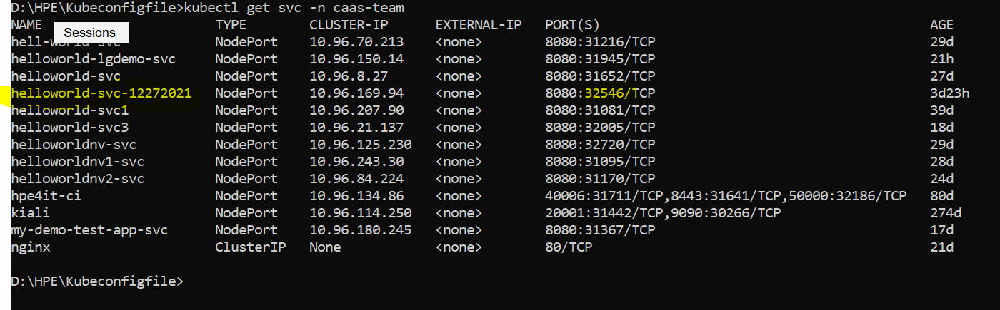 D:\HPE\Kubeconfigfile>kubectl get svc -n caas-team
NAME TYPE CLUSTER-IP EXTERNAL-IP PORT(S) AGE
Sessions
hell-world-svc NodePort 10.96.70.213 <none> 8080:31216/TCP 29d
helloworld-lgdemo-svc NodePort 10.96.150.14 <none> 8080:31945/TCP 21h
helloworld-svc NodePort 10.96.8.27 <none> 8080:31652/TCP 27d
helloworld-svc-12272021 NodePort 10.96.169.94 <none> 8080:32546/TCP 3d23h
helloworld-svc1 NodePort 10.96.207.90 <none> 8080:31081/TCP 39d
helloworld-svc3 NodePort 10.96.21.137 <none> 8080:32005/TCP 18d
helloworldnv-svc NodePort 10.96.125.230 <none> 8080:32720/TCP 29d
helloworldnv1-svc NodePort 10.96.243.30 <none> 8080:31095/TCP 28d
helloworldnv2-svc NodePort 10.96.84.224 <none> 8080:31170/TCP 24d
hpe4it-ci NodePort 10.96.134.86 <none> 40006:31711/TCP,8443:31641/TCP,50000:32186/TCP 80d
kiali NodePort 10.96.114.250 <none> 20001:31442/TCP,9090:30266/TCP 274d
my-demo-test-app-svc NodePort 10.96.180.245 <none> 8080:31367/TCP 17d
nginx ClusterIP None <none> 80/TCP 21d
D:\HPE\Kubeconfigfile>